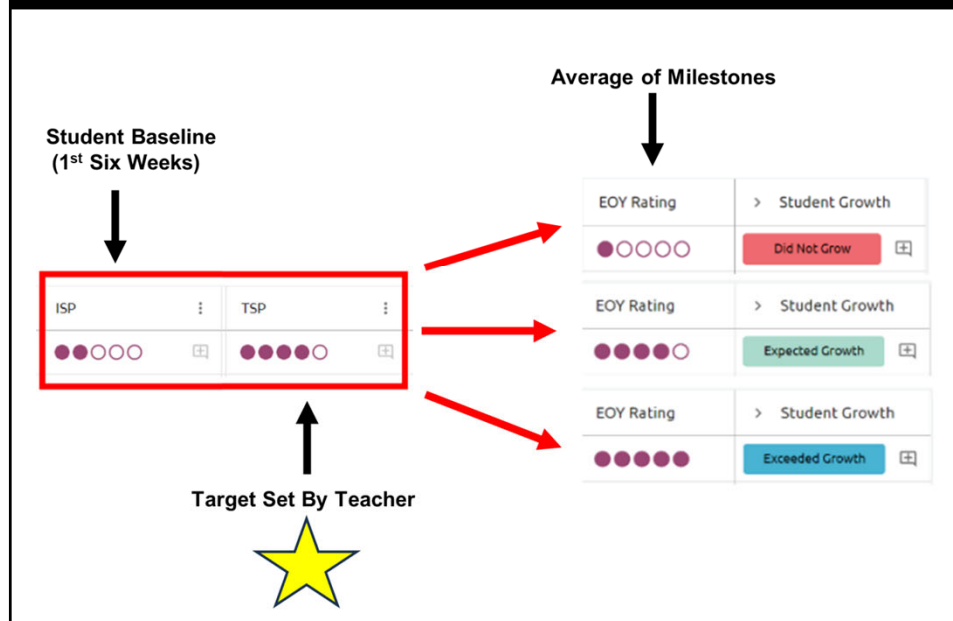 Average of Milestones
Student Baseline
(1st Six Weeks)
EOY Rating > Student Growth
Did Not Grow
ISP TSP
EOY Rating > Student Growth
Expected Growth
EOY Rating > Student Growth
Exceeded Growth
Target Set By Teacher